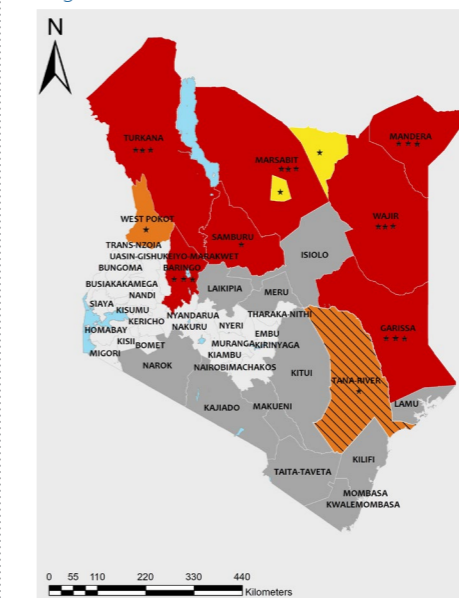 N
TURKANA
***
MANDERA
***
MARSABIT
***
*
*
WEST POKOT
*
WAJIR
***
SAMBURU
*
TRANS-NZOIA
UASIN-GISHU
ELGEYO-MARAKWET
ISIOLO
BUNGOMA
BARINGO
***
BUSIA
KAKAMEGA
LAIKIPIA
MERU
NANDI
SIAYA
KISUMU
NYANDARUA
THARAKA-NITHI
KERICHO
NAKURU
NYERI
GARISSA
***
HOMABAY
EMBU
KISII
MURANGA
KIRINYAGA
BOMET
KIAMBU
MIGORI
NAROK
NAIROBI
MACHAKOS
KITUI
TANA-RIVER
*
LAMU
KAJIADO
MAKUENI
KILIFI
TAITA-TAVETA
MOMBASA
KWALE
MOMBASA
0 55 110 220 330 440
Kilometers